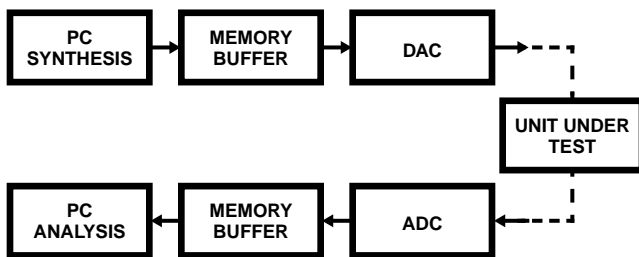 PC
SYNTHESIS
MEMORY
BUFFER
DAC
UNIT UNDER
TEST
PC
ANALYSIS
MEMORY
BUFFER
ADC